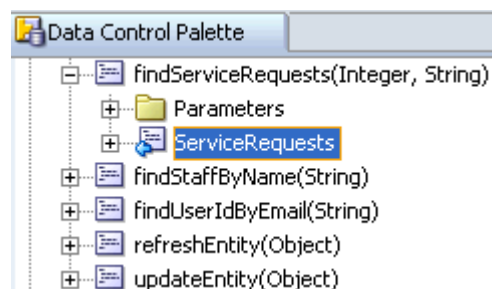 Data Control Palette
findServiceRequests(Integer, String)
Parameters
ServiceRequests
findStaffByName(String)
findUserIdByEmail(String)
refreshEntity(Object)
updateEntity(Object)